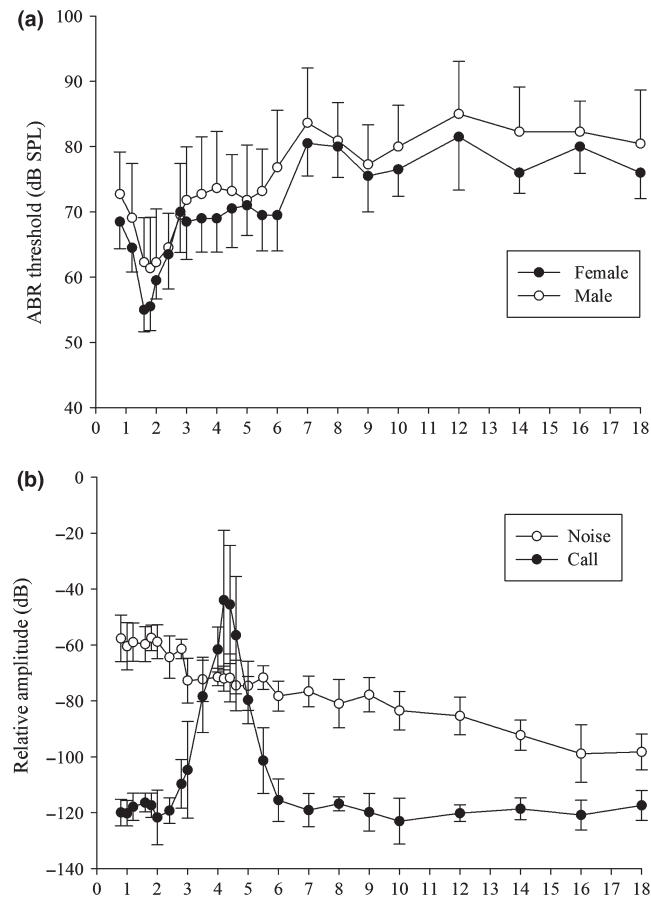 (a)
100
90
80
70
60
50
40
ABR threshold (dB SPL)
Female
Male
0 1 2 3 4 5 6 7 8 9 10 11 12 13 14 15 16 17 18
(b)
0
−20
−40
−60
−80
−100
−120
−140
Relative amplitude (dB)
Noise
Call
0 1 2 3 4 5 6 7 8 9 10 11 12 13 14 15 16 17 18